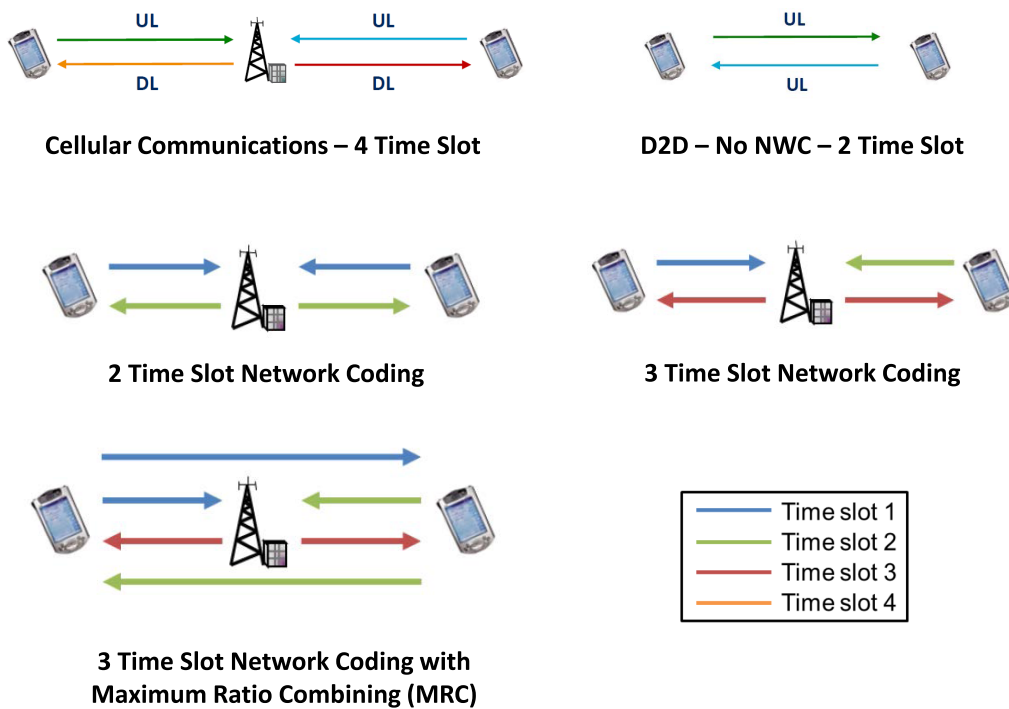 UL
UL
UL
DL
DL
UL
Cellular Communications – 4 Time Slot
D2D – No NWC – 2 Time Slot
2 Time Slot Network Coding
3 Time Slot Network Coding
Time slot 1
Time slot 2
Time slot 3
Time slot 4
3 Time Slot Network Coding with
Maximum Ratio Combining (MRC)